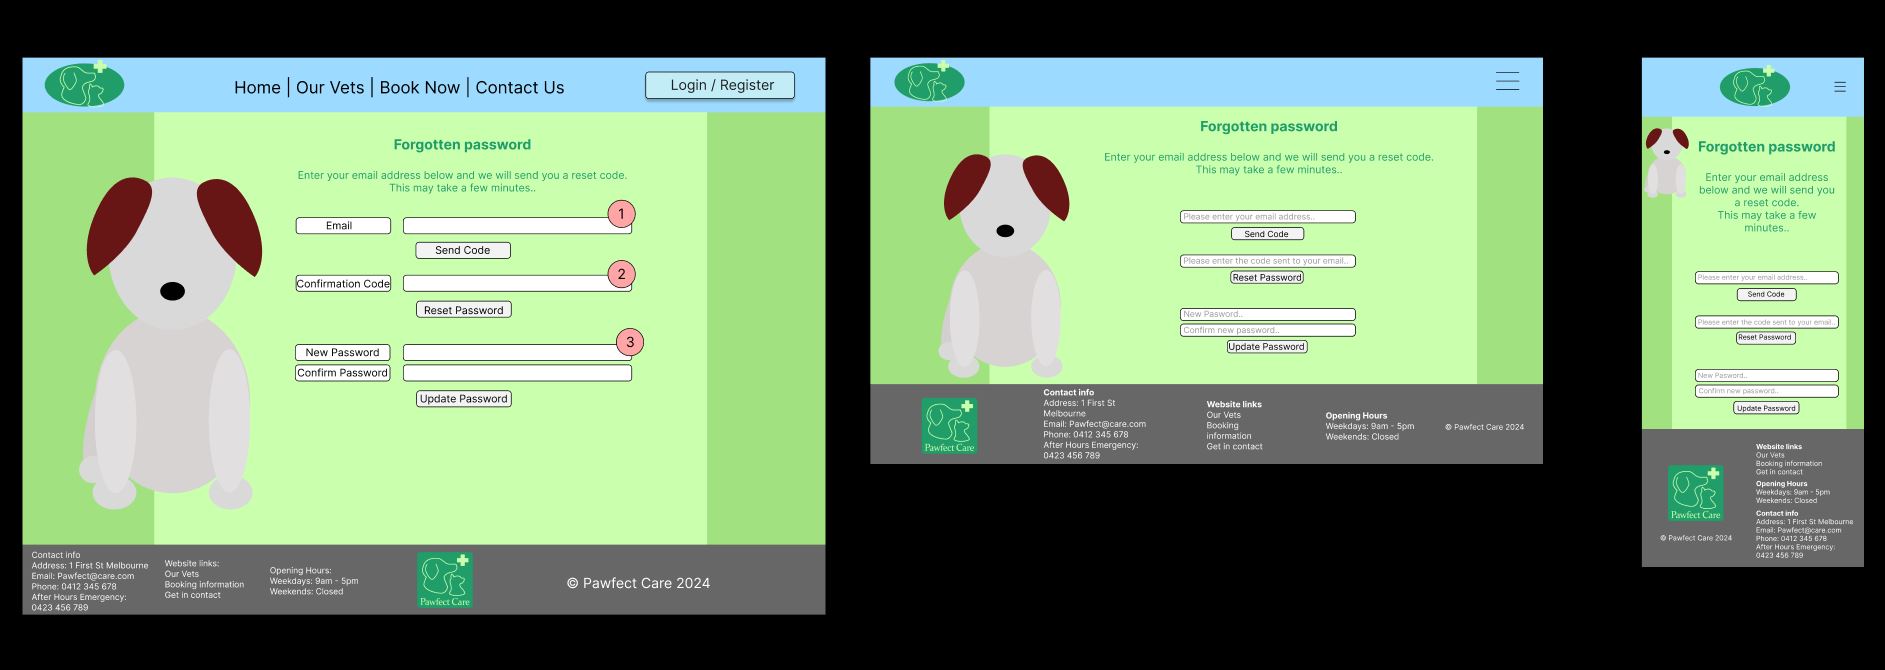 Home | Our Vets | Book Now | Contact Us
Login / Register
Forgotten password
Enter your email address below and we will send you a reset code.
This may take a few minutes..
Email
1
Send Code
Confirmation Code
2
Reset Password
New Password
3
Confirm Password
Update Password
Contact info
Address: 1 First St Melbourne
Email: Pawfect@care.com
Phone: 0412 345 678
After Hours Emergency:
0423 456 789
Website links:
Our Vets
Booking information
Get in contact
Opening Hours:
Weekdays: 9am - 5pm
Weekends: Closed
Pawfect Care
© Pawfect Care 2024
Forgotten password
Enter your email address below and we will send you a reset code.
This may take a few minutes..
Please enter your email address..
Send Code
Please enter the code sent to your email..
Reset Password
New Pasword..
Confirm new password..
Update Password
Pawfect Care
Contact info
Address: 1 First St
Melbourne
Email: Pawfect@care.com
Phone: 0412 345 678
After Hours Emergency:
0423 456 789
Website links
Our Vets
Booking
information
Get in contact
Opening Hours
Weekdays: 9am - 5pm
Weekends: Closed
© Pawfect Care 2024
Forgotten password
Enter your email address
below and we will send you
a reset code.
This may take a few
minutes..
Please enter your email address..
Send Code
Please enter the code sent to your email..
Reset Password
New Pasword..
Confirm new password..
Update Password
Pawfect Care
© Pawfect Care 2024
Website links
Our Vets
Booking information
Get in contact
Opening Hours
Weekdays: 9am - 5pm
Weekends: Closed
Contact info
Address: 1 First St Melbourne
Email: Pawfect@care.com
Phone: 0412 345 678
After Hours Emergency:
0423 456 789